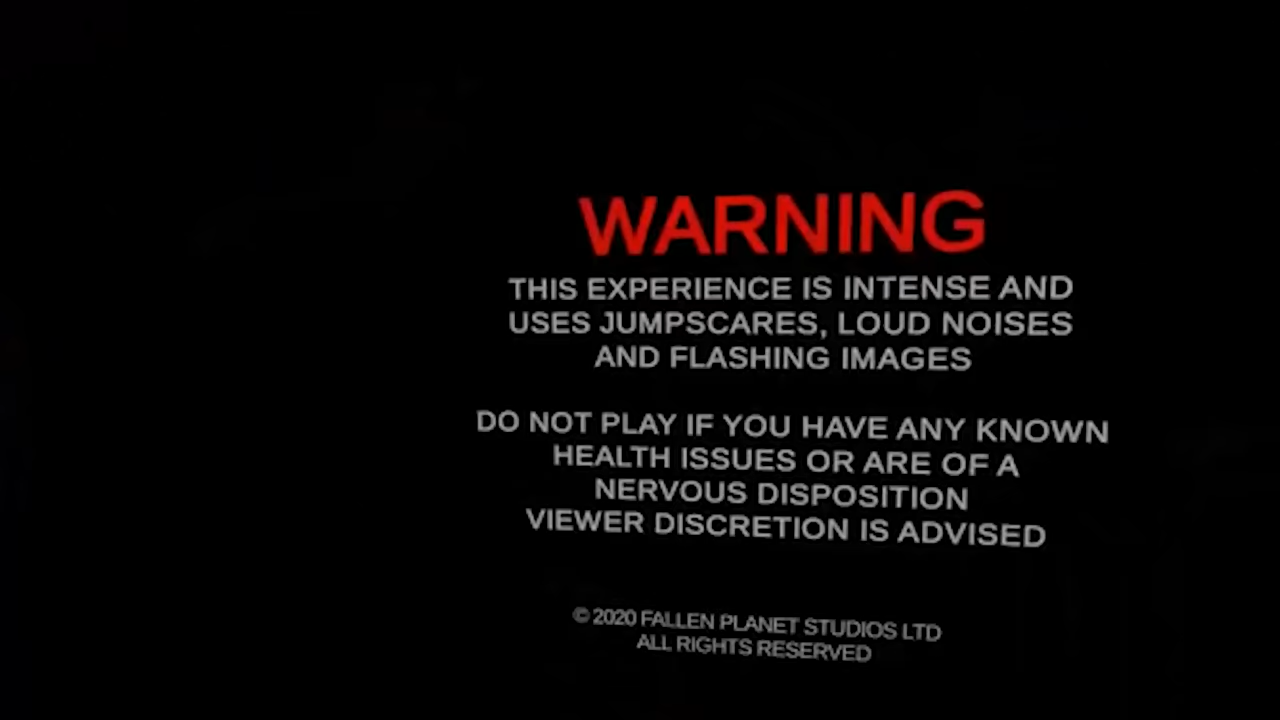 WARNING
THIS EXPERIENCE IS INTENSE AND
USES JUMPSCARES, LOUD NOISES
AND FLASHING IMAGES
DO NOT PLAY IF YOU HAVE ANY KNOWN
HEALTH ISSUES OR ARE OF A
NERVOUS DISPOSITION
VIEWER DISCRETION IS ADVISED
© 2020 FALLEN PLANET STUDIOS LTD
ALL RIGHTS RESERVED